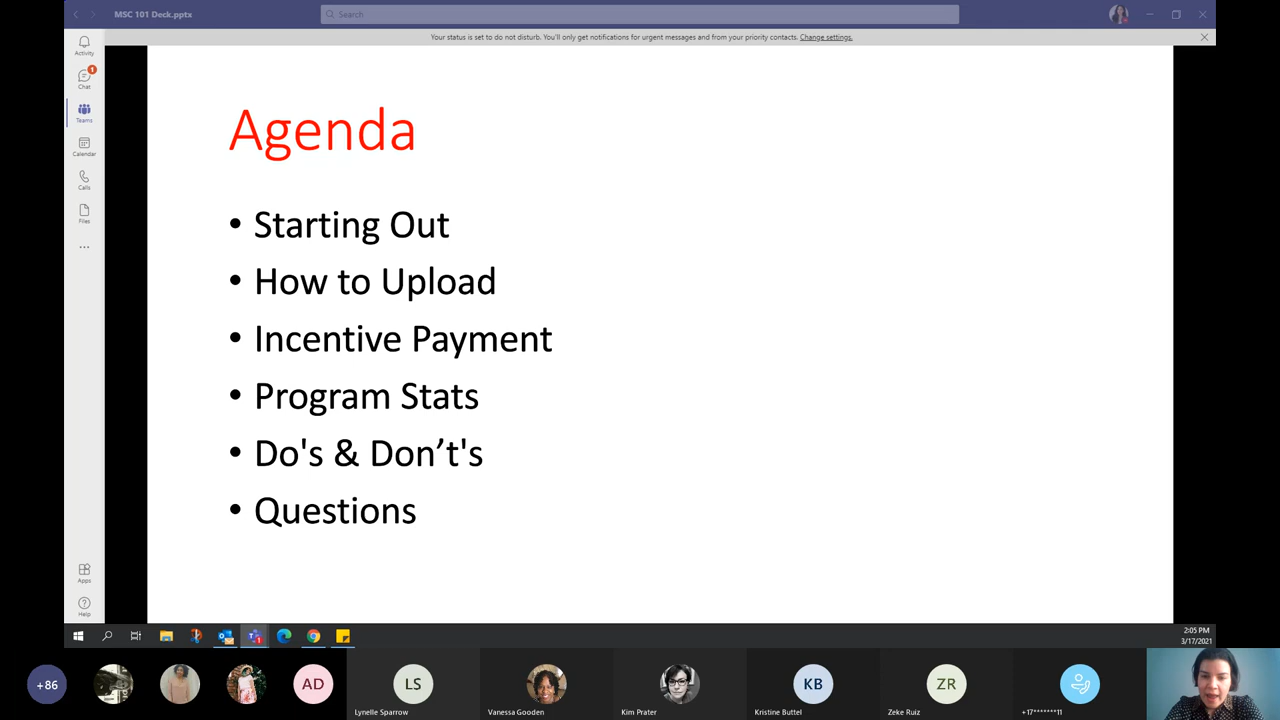 MSC 101 Deck.pptx
Search
Your status is set to do not disturb. You'll only get notifications for urgent messages and from your priority contacts. Change settings.
Activity
1
Chat
Teams
Calendar
Calls
Files
Apps
Help
Agenda
• Starting Out
• How to Upload
• Incentive Payment
• Program Stats
• Do's & Don’t's
• Questions
2:05 PM
3/17/2021
+86
AD
LS
Lynelle Sparrow
Vanessa Gooden
Kim Prater
KB
Kristine Buttel
ZR
Zeke Ruiz
+17*******11